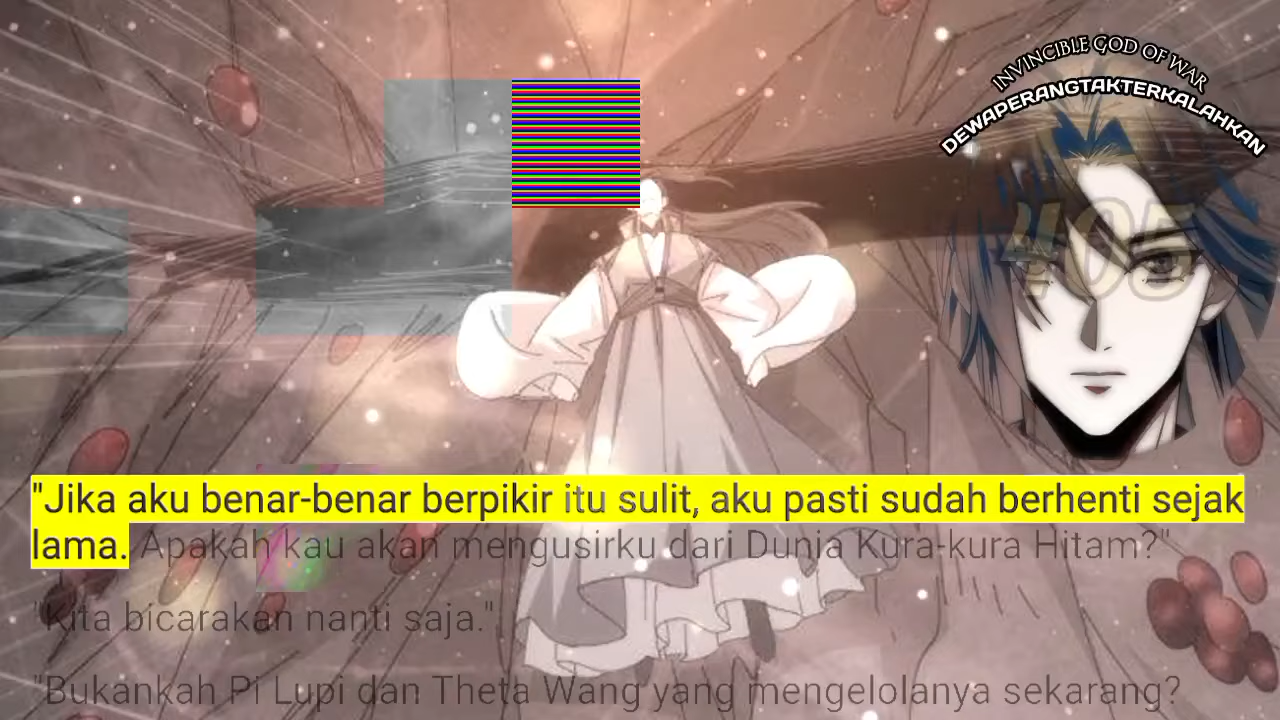 INVINCIBLE GOD OF WAR
DEWAPERANGTAKTERKALAHKAN
405
"Jika aku benar-benar berpikir itu sulit, aku pasti sudah berhenti sejak
lama. Apakah kau akan mengusirku dari Dunia Kura-kura Hitam?"
"Kita bicarakan nanti saja."
"Bukankah Pi Lupi dan Theta Wang yang mengelolanya sekarang?